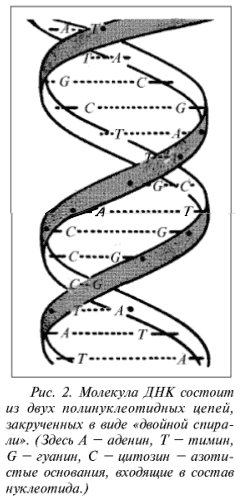 A T
T A
G C
C G
T A
T
G C
A T
C G
C G
C G
T A
A T
T A
Рис. 2. Молекула ДНК состоит
из двух полинуклеотидных цепей,
закрученных в виде «двойной спира-
ли». (Здесь А – аденин, Т – тимин,
G – гуанин, С – цитозин – азоти-
стые основания, входящие в состав
нуклеотида.)